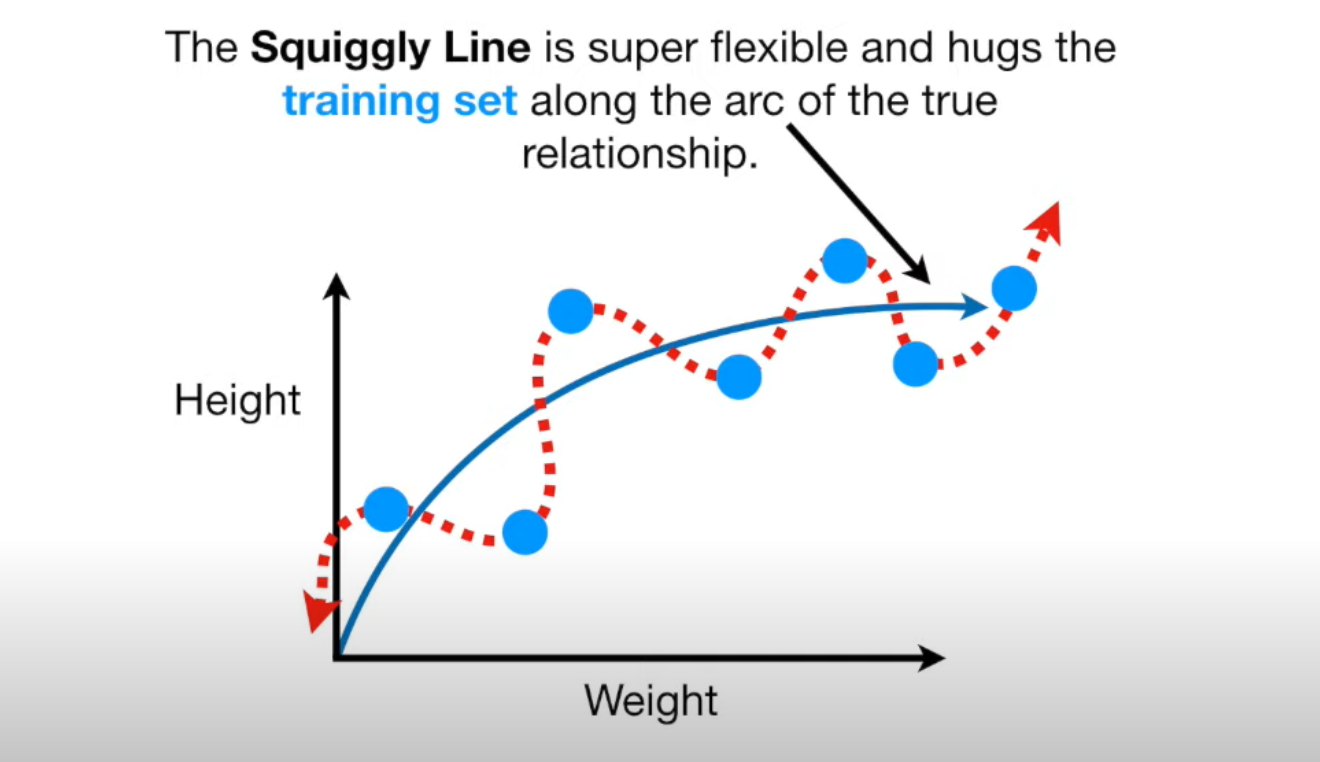 The Squiggly Line is super flexible and hugs the
training set along the arc of the true
relationship.
Height
Weight